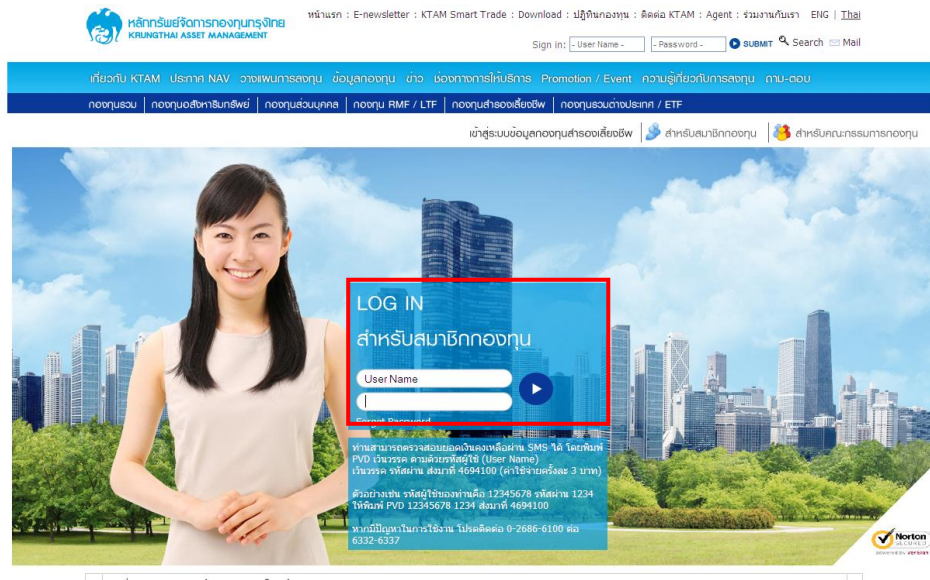 หลักทรัพย์จัดการกองทุนกรุงไทย
KRUNGTHAI ASSET MANAGEMENT
หน้าแรก : E-newsletter : KTAM Smart Trade : Download : ปฏิทินกองทุน : ติดต่อ KTAM : Agent : ร่วมงานกับเรา ENG | Thai
Sign in: - User Name - - Password - SUBMIT Search Mail
เกี่ยวกับ KTAM ประกาศ NAV วางแผนการลงทุน ข้อมูลกองทุน ข่าว ช่องทางการให้บริการ Promotion / Event ความรู้เกี่ยวกับการลงทุน ถาม-ตอบ
กองทุนรวม กองทุนอสังหาริมทรัพย์ กองทุนส่วนบุคคล กองทุน RMF / LTF กองทุนสำรองเลี้ยงชีพ กองทุนรวมต่างประเทศ / ETF
เข้าสู่ระบบข้อมูลกองทุนสำรองเลี้ยงชีพ สำหรับสมาชิกกองทุน สำหรับคณะกรรมการกองทุน
LOG IN
สำหรับสมาชิกกองทุน
User Name
Forgot Password
ท่านสามารถตรวจสอบยอดเงินคงเหลือผ่าน SMS ได้ โดยพิมพ์
PVD เว้นวรรค ตามด้วยรหัสผู้ใช้ (User Name)
เว้นวรรค รหัสผ่าน ส่งมาที่ 4694100 (ค่าใช้จ่ายครั้งละ 3 บาท)
ตัวอย่างเช่น รหัสผู้ใช้ของท่านคือ 12345678 รหัสผ่าน 1234
ให้พิมพ์ PVD 12345678 1234 ส่งมาที่ 4694100
หากมีปัญหาในการใช้งาน โปรดติดต่อ 0-2686-6100 ต่อ
6332-6337
Norton
SECURED
powered by VeriSign